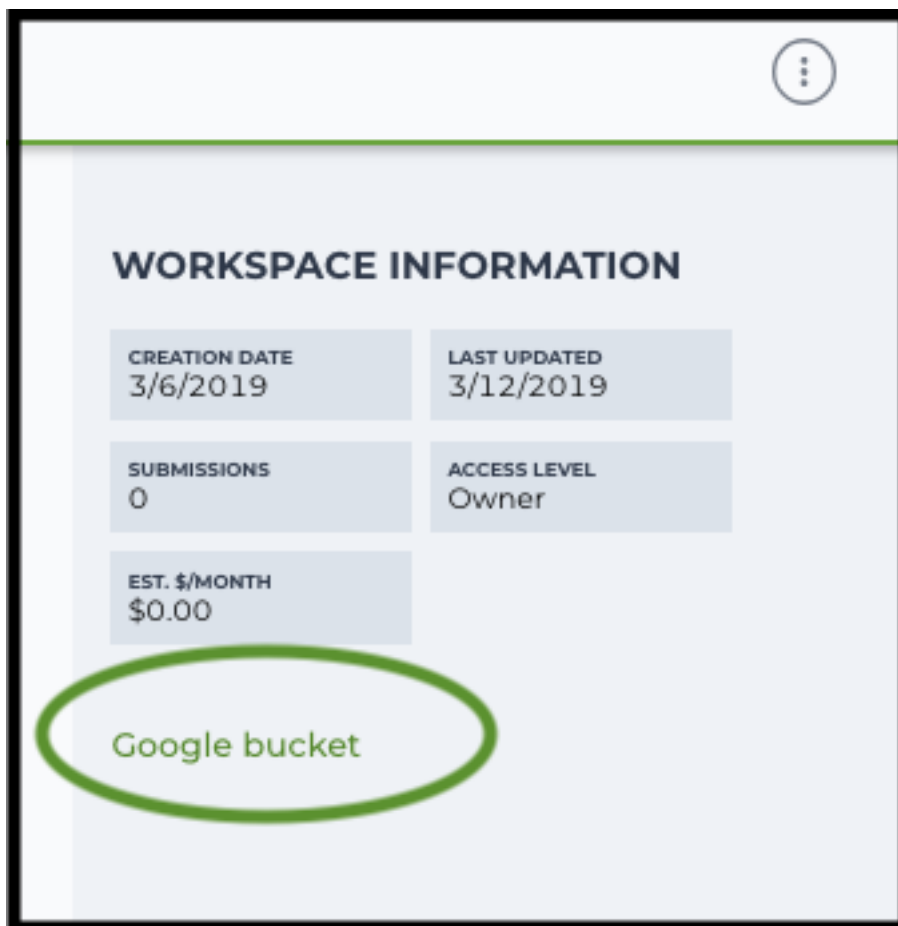 WORKSPACE INFORMATION
CREATION DATE
3/6/2019
LAST UPDATED
3/12/2019
SUBMISSIONS
0
ACCESS LEVEL
Owner
EST. $/MONTH
$0.00
Google bucket